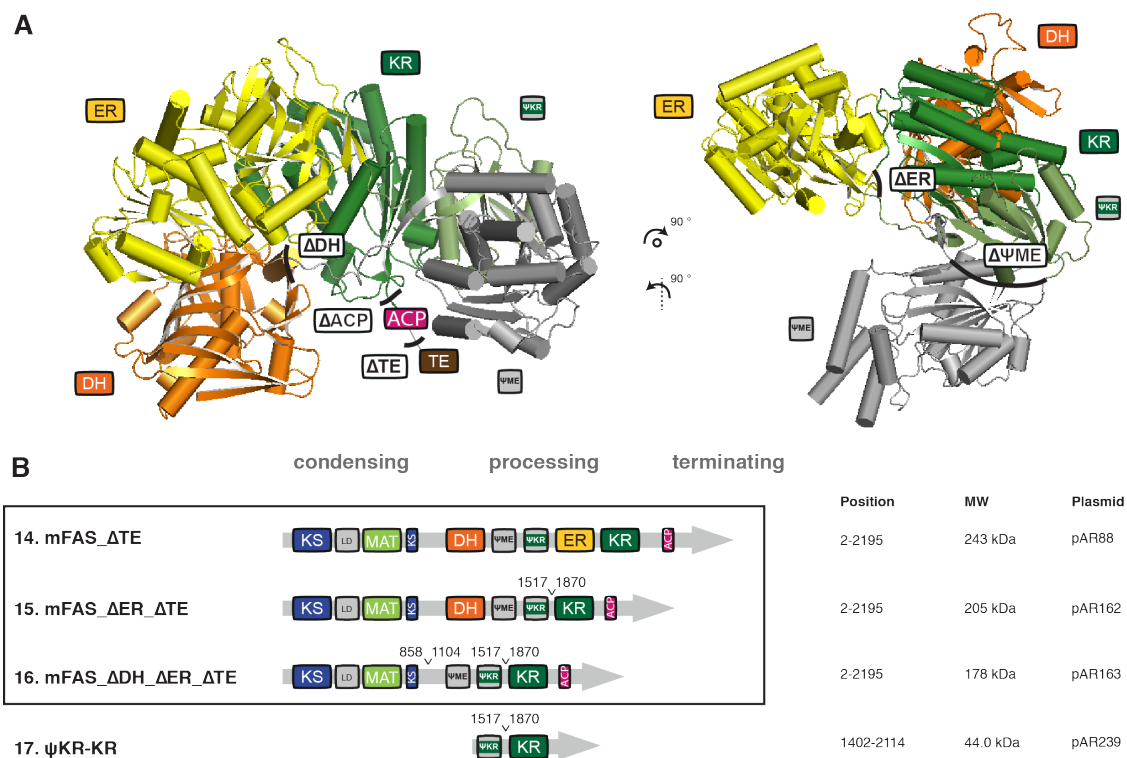 A
KR
DH
ER
ΨKR
ER
KR
ΔER
90 °
ΨKR
ΔDH
ΔΨME
90 °
ΔACP
ACP
ΨME
ΔTE
TE
DH
ΨME
B
condensing processing terminating
Position MW Plasmid
14. mFAS_ΔTE KS LD MAT KS DH ΨME ΨKR ER KR ACP 2-2195 243 kDa pAR88
1517 1870
15. mFAS_ΔER_ΔTE KS LD MAT KS DH ΨME ΨKR KR ACP 2-2195 205 kDa pAR162
858 1104 1517 1870
16. mFAS_ΔDH_ΔER_ΔTE KS LD MAT KS ΨME ΨKR KR ACP 2-2195 178 kDa pAR163
1517 1870
17. ψKR-KR ΨKR KR 1402-2114 44.0 kDa pAR239